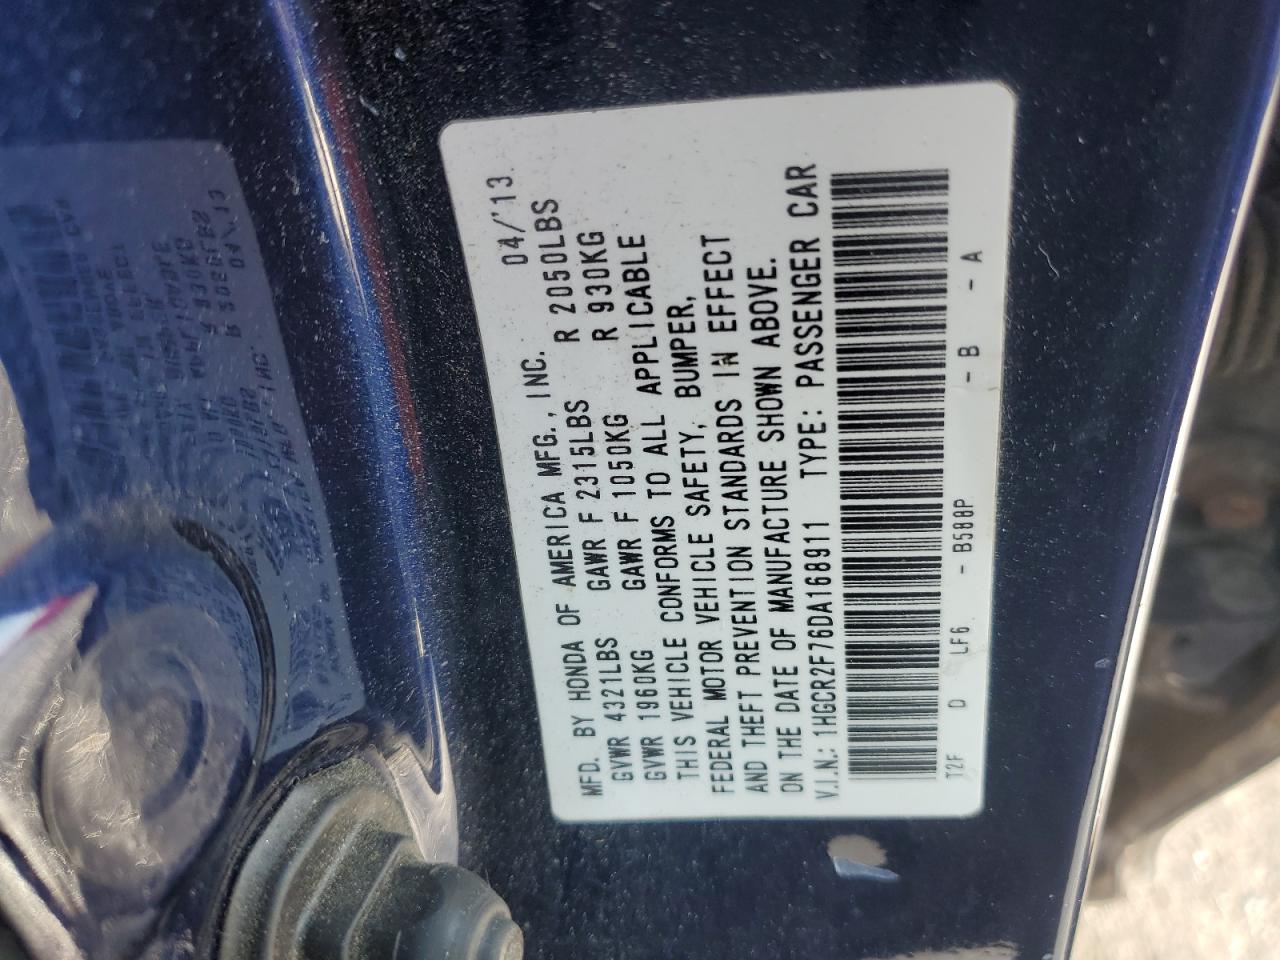 MFD. BY HONDA OF AMERICA MFG., INC. 04/'13
GVWR 4321LBS GAWR F 2315LBS R 2050LBS
GVWR 1960KG GAWR F 1050KG R 930KG
THIS VEHICLE CONFORMS TO ALL APPLICABLE
FEDERAL MOTOR VEHICLE SAFETY, BUMPER,
AND THEFT PREVENTION STANDARDS IN EFFECT
ON THE DATE OF MANUFACTURE SHOWN ABOVE.
V.I.N.: 1HGCR2F76DA168911 TYPE: PASSENGER CAR
T2F D LF6 - B588P - B - A